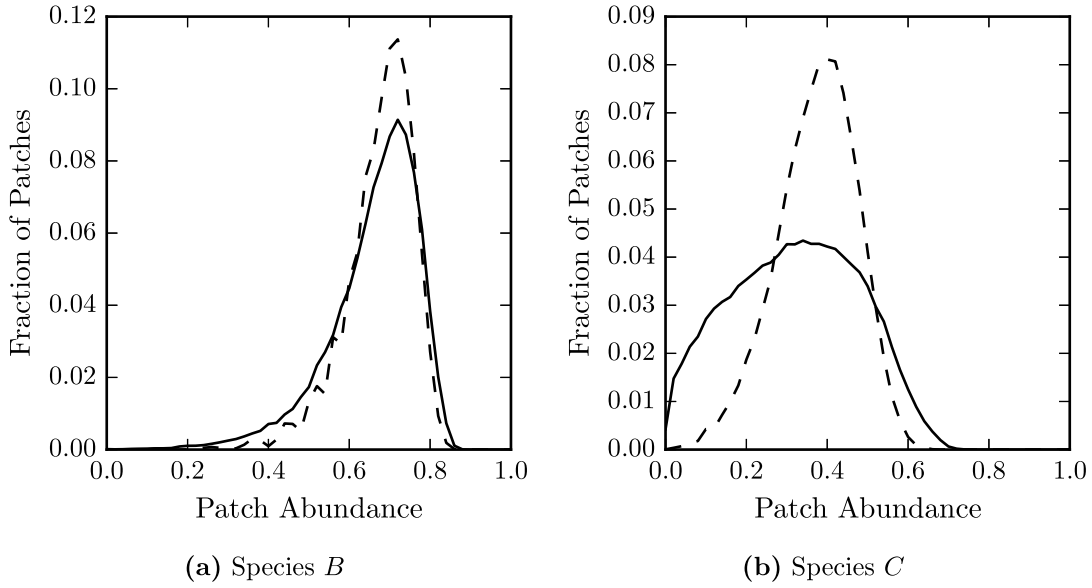 0.12
0.10
0.08
0.06
0.04
0.02
0.00
0.0 0.2 0.4 0.6 0.8 1.0
Fraction of Patches
Patch Abundance
(a) Species B
0.09
0.08
0.07
0.06
0.05
0.04
0.03
0.02
0.01
0.00
0.0 0.2 0.4 0.6 0.8 1.0
Fraction of Patches
Patch Abundance
(b) Species C